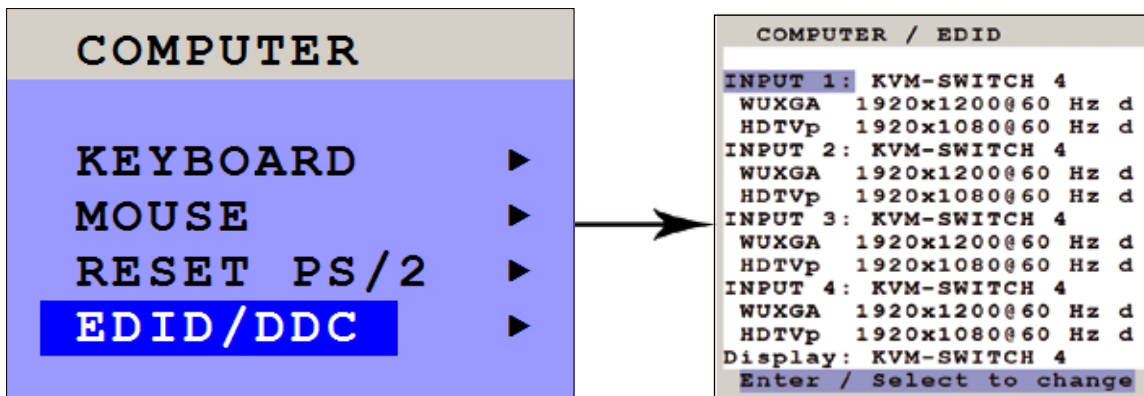 COMPUTER
KEYBOARD ►
MOUSE ►
RESET PS/2 ►
EDID/DDC ►
COMPUTER / EDID
INPUT 1: KVM-SWITCH 4
WUXGA 1920x1200@60 Hz d
HDTVp 1920x1080@60 Hz d
INPUT 2: KVM-SWITCH 4
WUXGA 1920x1200@60 Hz d
HDTVp 1920x1080@60 Hz d
INPUT 3: KVM-SWITCH 4
WUXGA 1920x1200@60 Hz d
HDTVp 1920x1080@60 Hz d
INPUT 4: KVM-SWITCH 4
WUXGA 1920x1200@60 Hz d
HDTVp 1920x1080@60 Hz d
Display: KVM-SWITCH 4
Enter / Select to change